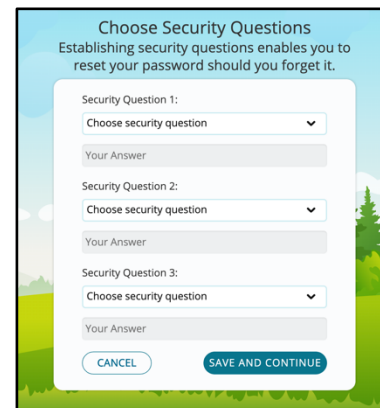 Choose Security Questions
Establishing security questions enables you to
reset your password should you forget it.
Security Question 1:
Choose security question
Your Answer
Security Question 2:
Choose security question
Your Answer
Security Question 3:
Choose security question
Your Answer
CANCEL SAVE AND CONTINUE